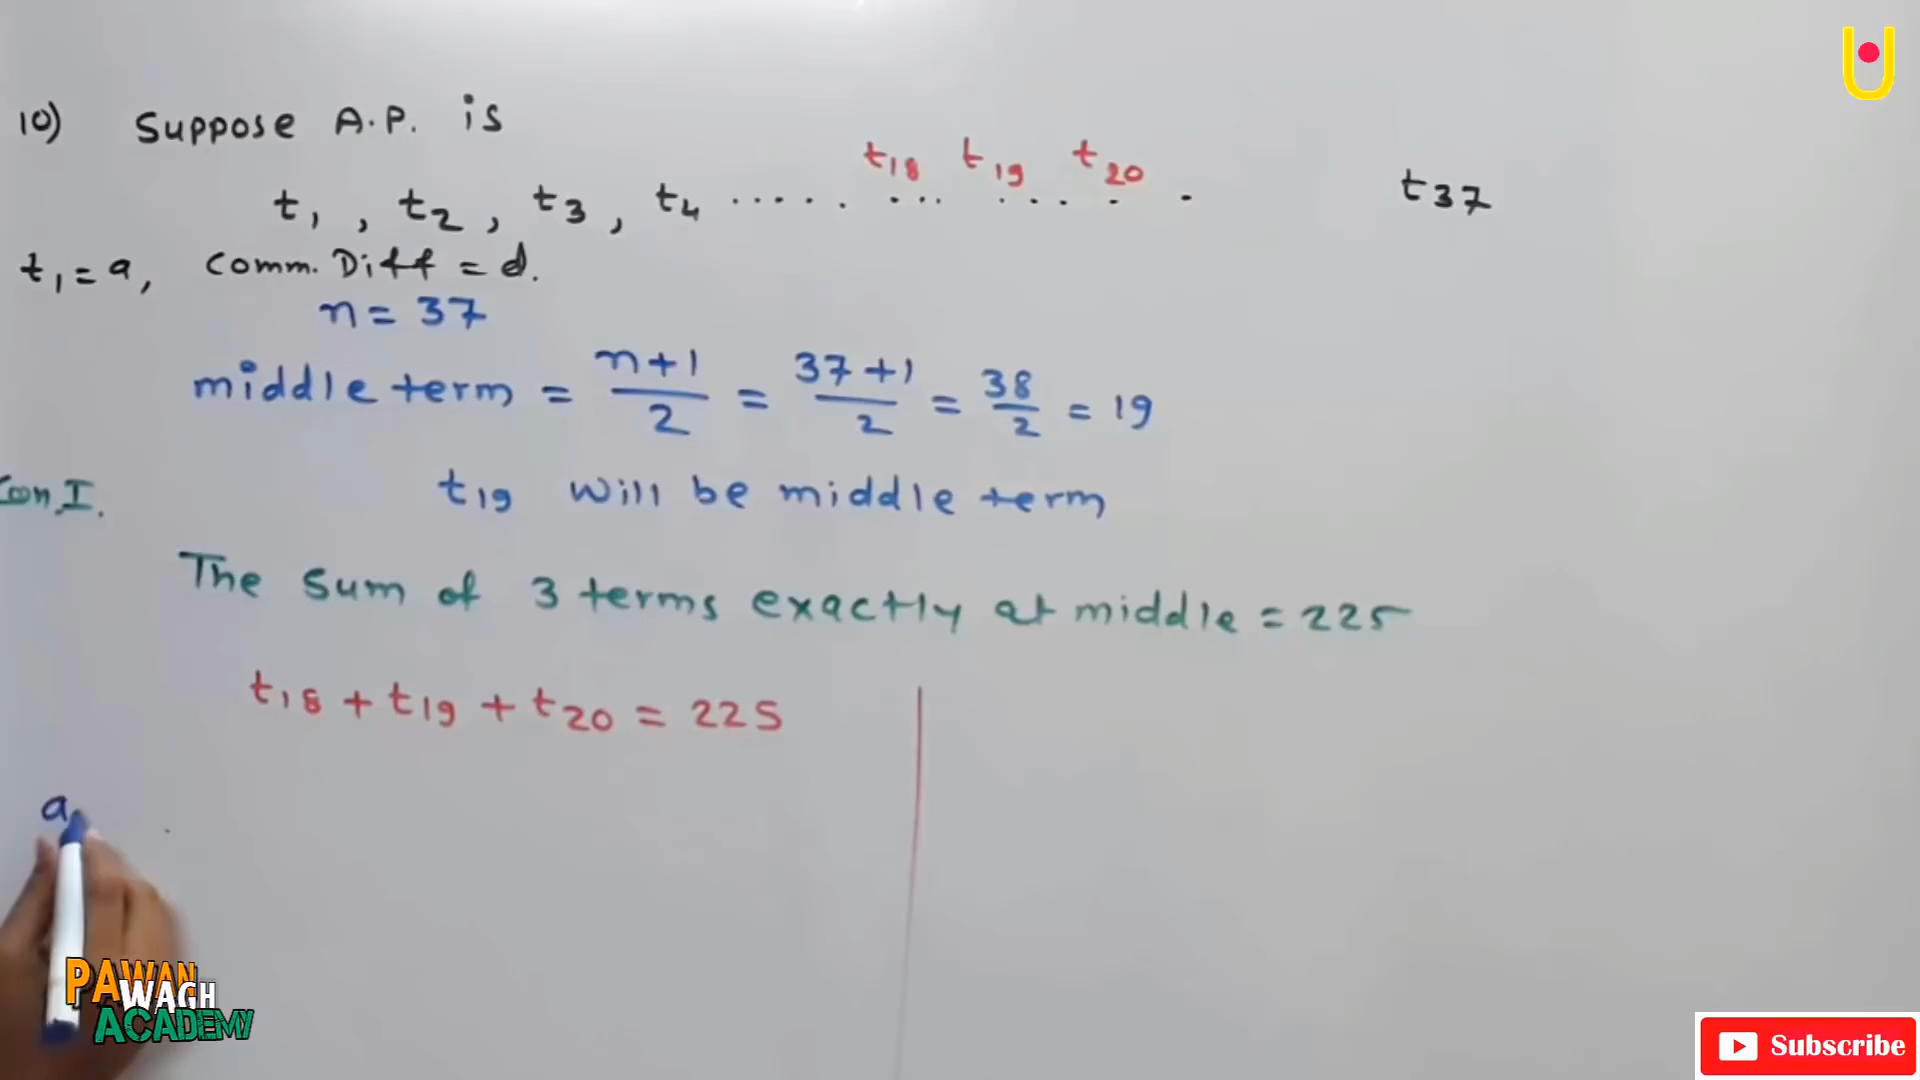 10) Suppose A.P. is
t18 t19 t20
t1 , t2 , t3 , t4 ..... . ... .... . . t37
t1 = a, Comm. Diff = d.
n = 37
middle term = n+1/2 = 37+1/2 = 38/2 = 19
Con I. t19 will be middle term
The sum of 3 terms exactly at middle = 225
t18 + t19 + t20 = 225
a
PAWAN
WAGH
ACADEMY
Subscribe